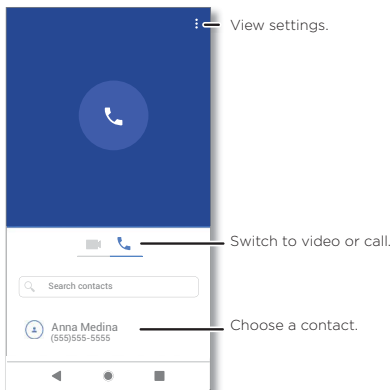 View settings.
Switch to video or call.
Search contacts
Anna Medina
Choose a contact.
(555)555-5555